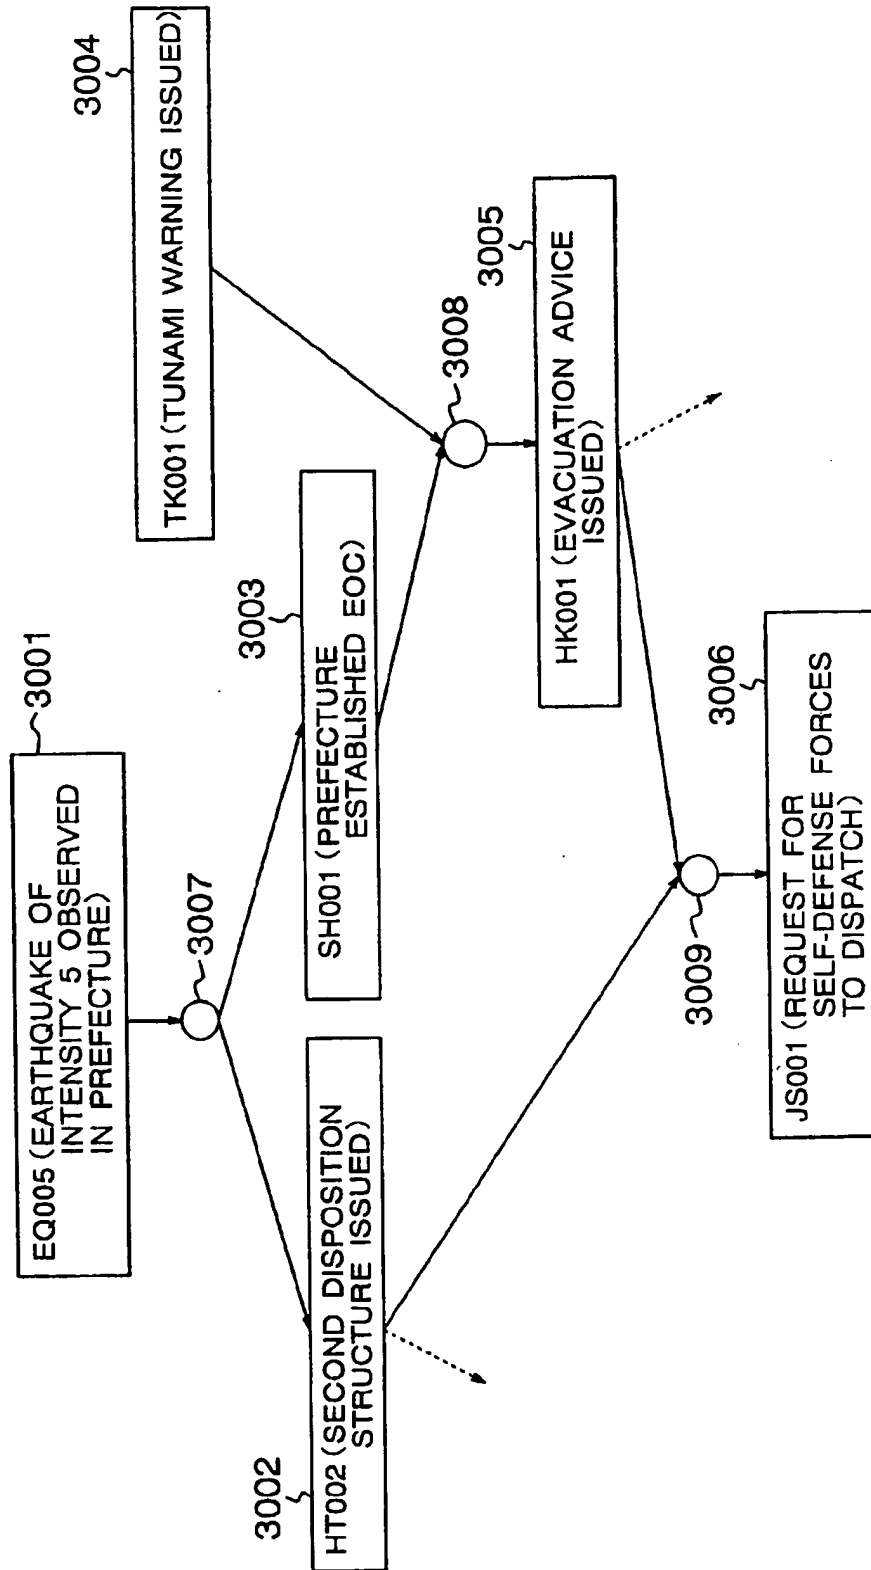 3001
EQ005 (EARTHQUAKE OF
INTENSITY 5 OBSERVED
IN PREFECTURE)
3007
3004
TK001 (TUNAMI WARNING ISSUED)
3002
HT002 (SECOND DISPOSITION
STRUCTURE ISSUED)
3003
SH001 (PREFECTURE
ESTABLISHED EOC)
3008
3005
HK001 (EVACUATION ADVICE
ISSUED)
3009
3006
JS001 (REQUEST FOR
SELF-DEFENSE FORCES
TO DISPATCH)